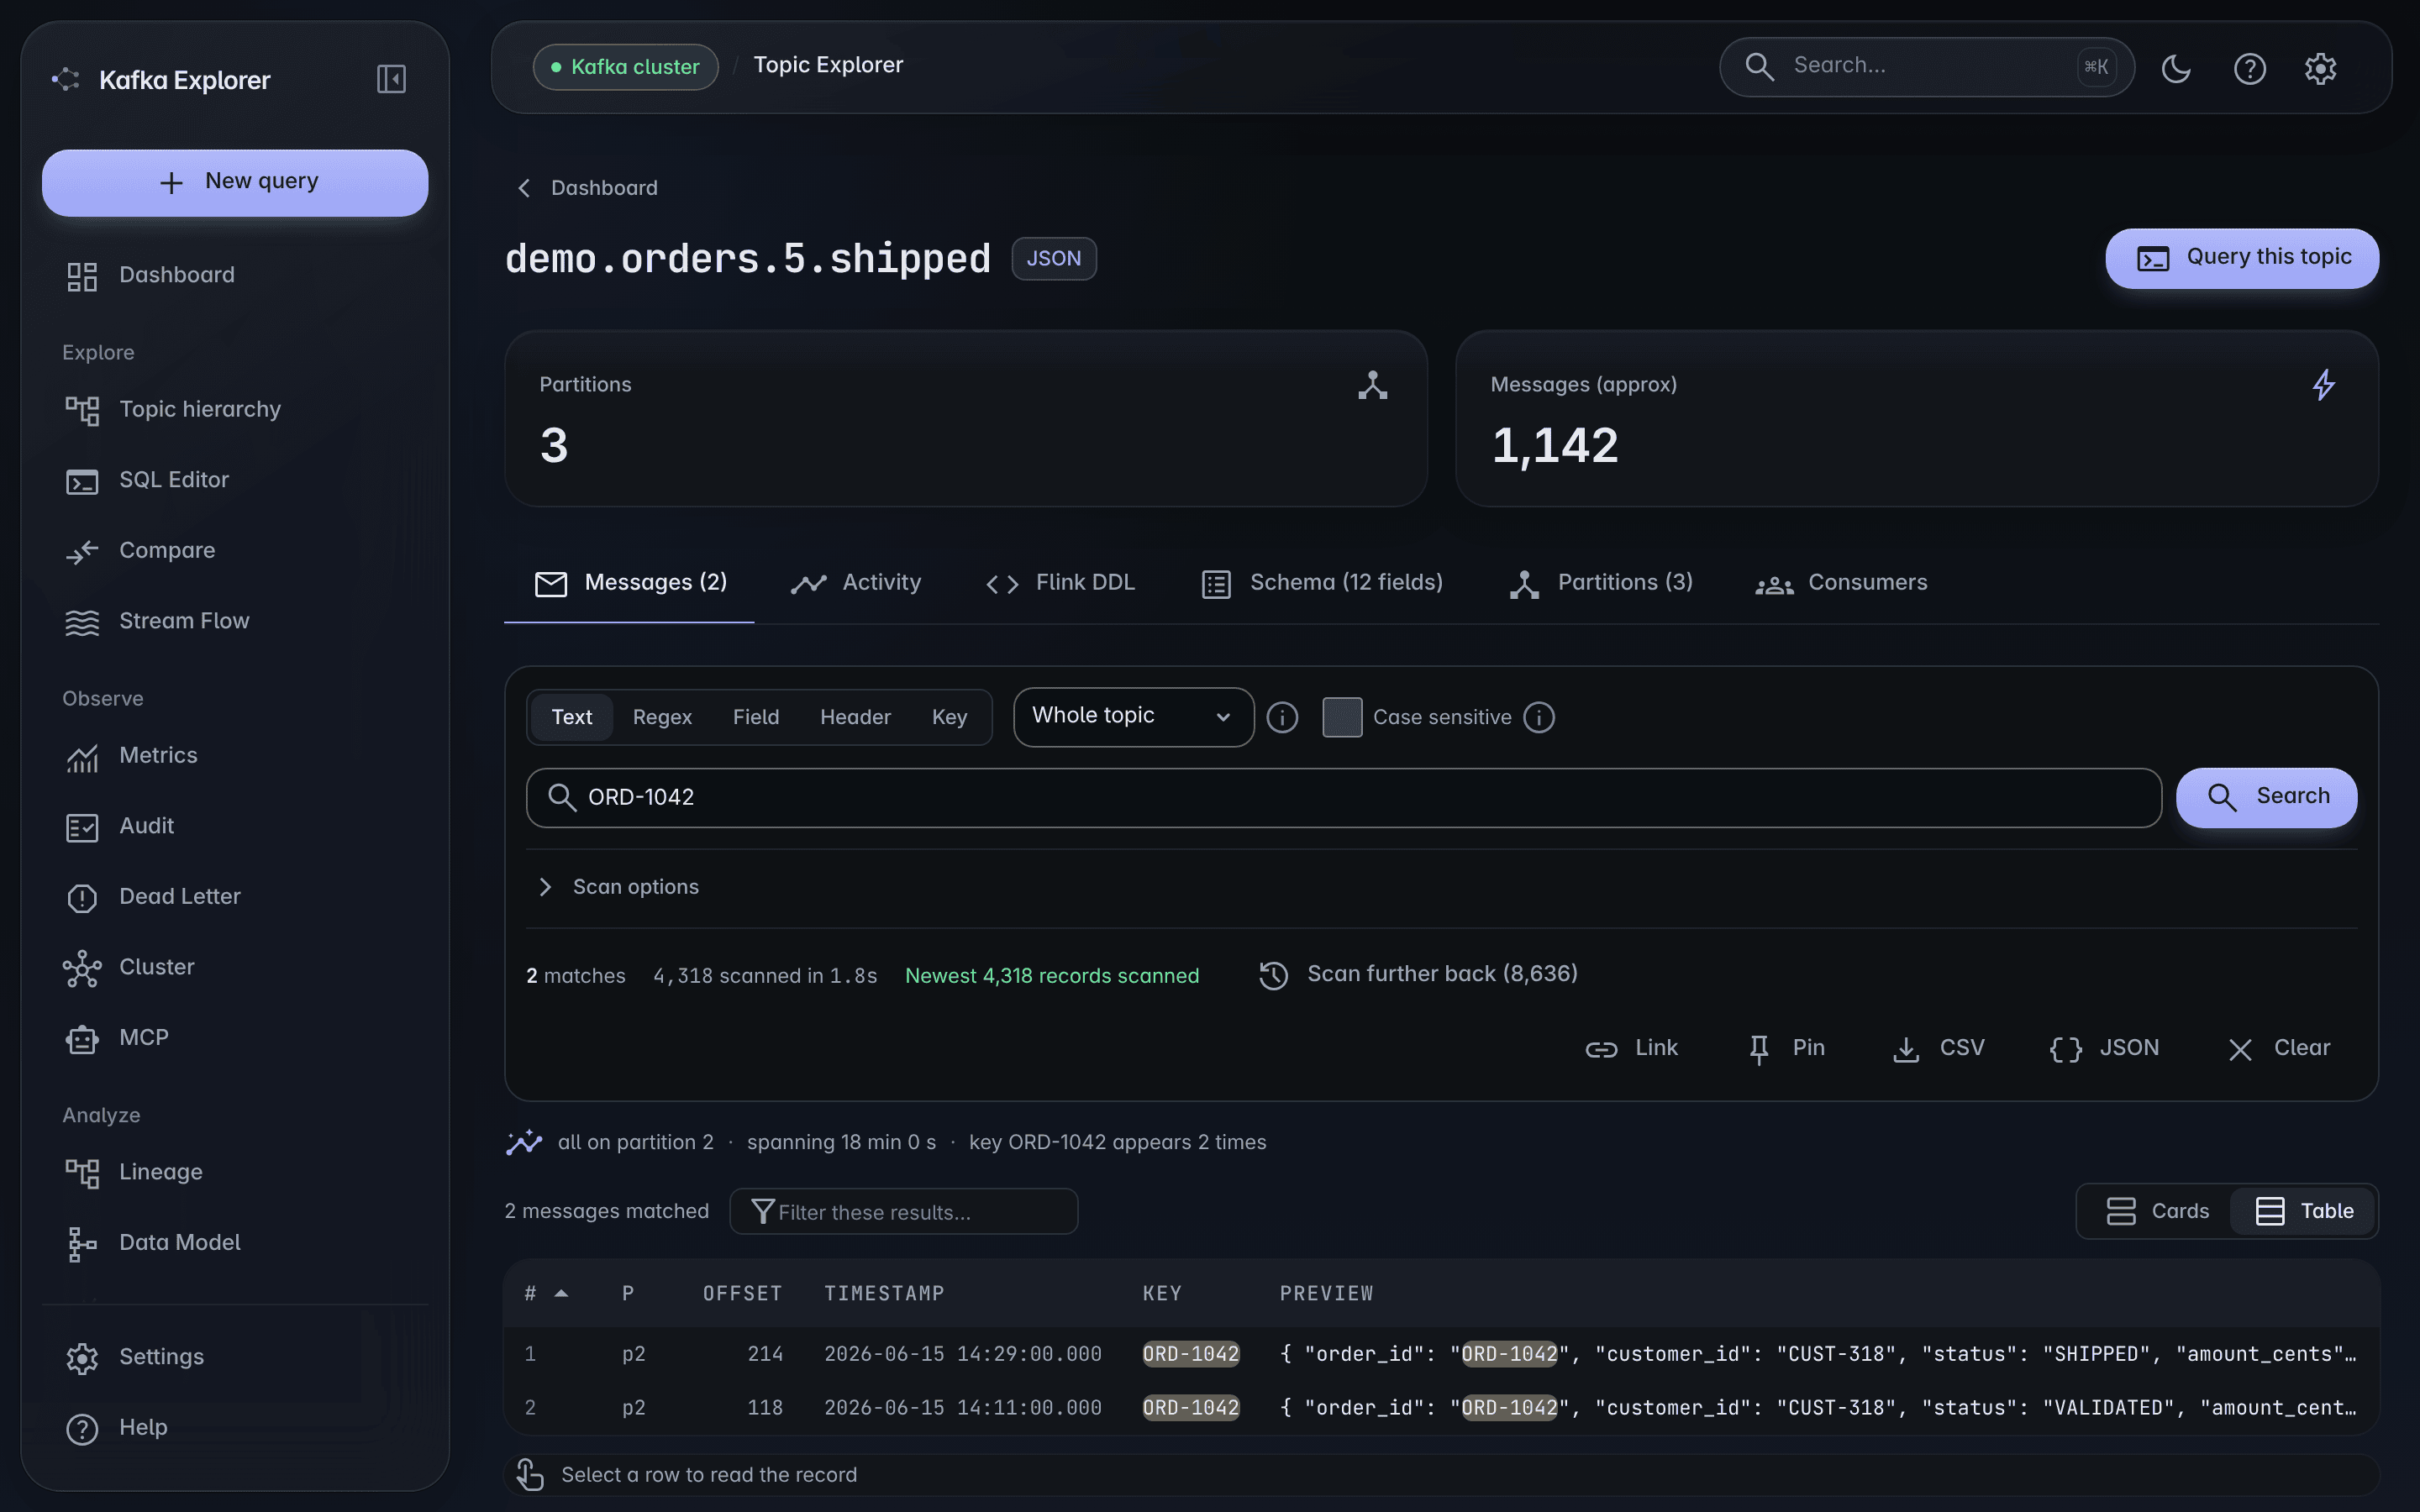 Kafka Explorer
New query
Dashboard
Explore
Topic hierarchy
SQL Editor
Compare
Stream Flow
Observe
Metrics
Audit
Dead Letter
Cluster
MCP
Analyze
Lineage
Data Model
Settings
Help
Kafka cluster / Topic Explorer
Search... ⌘K
Dashboard
demo.orders.5.shipped JSON
Query this topic
Partitions
3
Messages (approx)
1,142
Messages (2) Activity Flink DDL Schema (12 fields) Partitions (3) Consumers
Text Regex Field Header Key Whole topic Case sensitive
ORD-1042 Search
Scan options
2 matches 4,318 scanned in 1.8s Newest 4,318 records scanned Scan further back (8,636)
Link Pin CSV JSON Clear
all on partition 2 · spanning 18 min 0 s · key ORD-1042 appears 2 times
2 messages matched Filter these results... Cards Table
# P OFFSET TIMESTAMP KEY PREVIEW
1 p2 214 2026-06-15 14:29:00.000 ORD-1042 { "order_id": "ORD-1042", "customer_id": "CUST-318", "status": "SHIPPED", "amount_cents"…
2 p2 118 2026-06-15 14:11:00.000 ORD-1042 { "order_id": "ORD-1042", "customer_id": "CUST-318", "status": "VALIDATED", "amount_cent…
Select a row to read the record